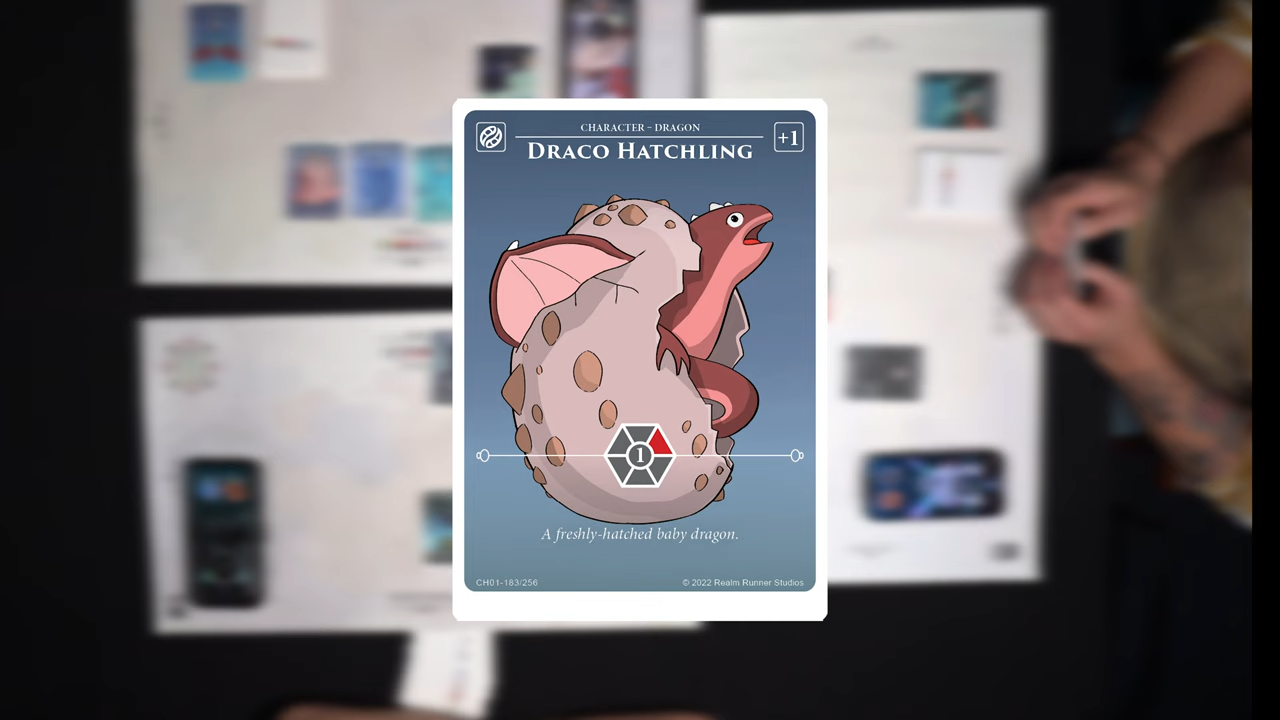 CHARACTER – DRAGON
+1
DRACO HATCHLING
1
A freshly-hatched baby dragon.
CH01-183/256
© 2022 Realm Runner Studios